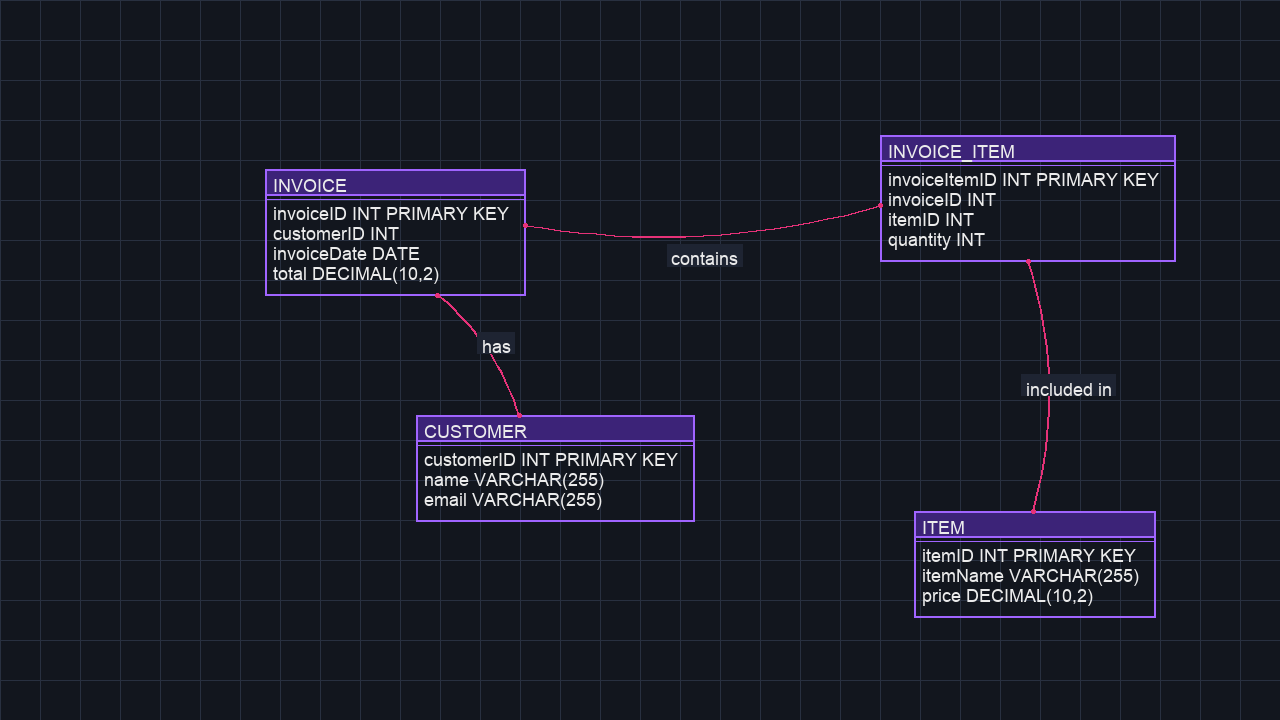 INVOICE
invoiceID INT PRIMARY KEY
customerID INT
invoiceDate DATE
total DECIMAL(10,2)
contains
INVOICE_ITEM
invoiceItemID INT PRIMARY KEY
invoiceID INT
itemID INT
quantity INT
has
CUSTOMER
customerID INT PRIMARY KEY
name VARCHAR(255)
email VARCHAR(255)
included in
ITEM
itemID INT PRIMARY KEY
itemName VARCHAR(255)
price DECIMAL(10,2)